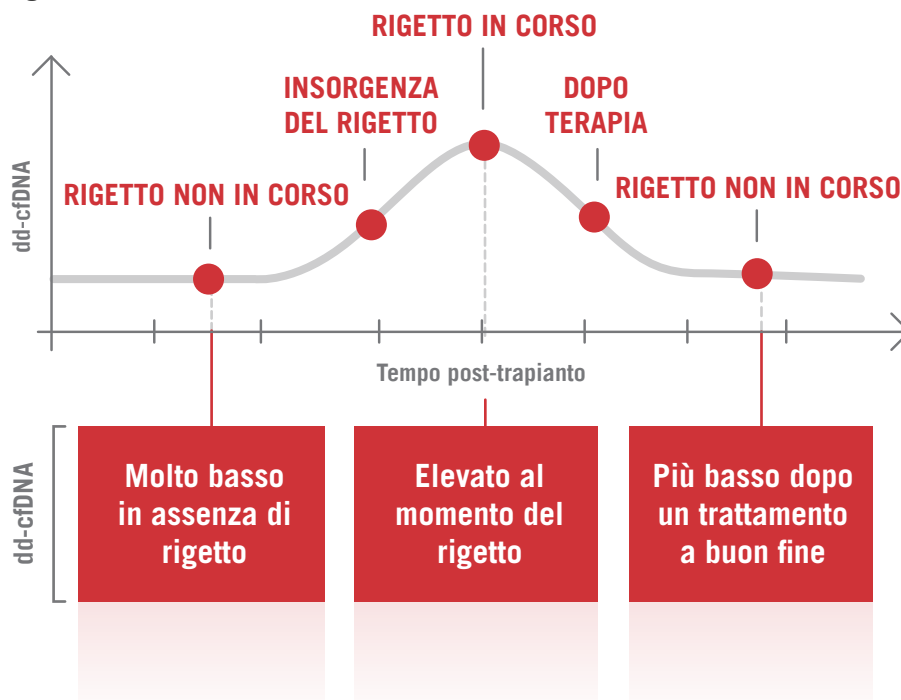 RIGETTO IN CORSO
INSORGENZA
DEL RIGETTO
DOPO
TERAPIA
RIGETTO NON IN CORSO
RIGETTO NON IN CORSO
dd-cfDNA
Tempo post-trapianto
dd-cfDNA
Molto basso
in assenza di
rigetto
Elevato al
momento del
rigetto
Più basso dopo
un trattamento
a buon fine